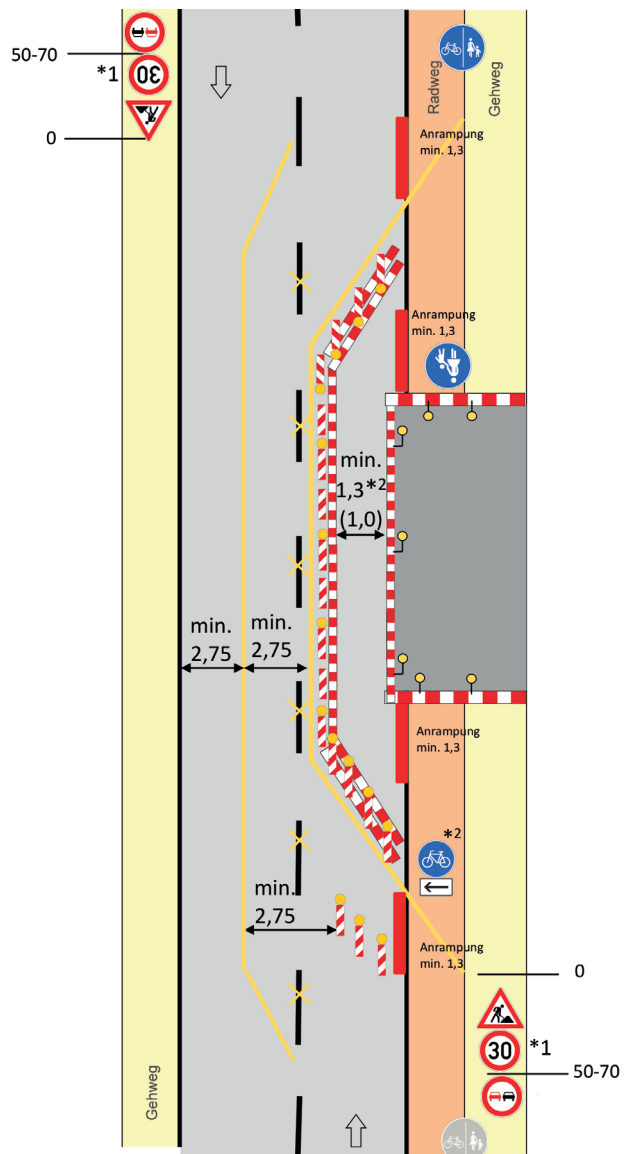 50-70
*1
30
0
Radweg
Gehweg
Anrampung
min. 1,3
Anrampung
min. 1,3
min.
1,3*2
(1,0)
min.
2,75
min.
2,75
Anrampung
min. 1,3
*2
min.
2,75
Anrampung
min. 1,3
0
30
*1
50-70
Gehweg